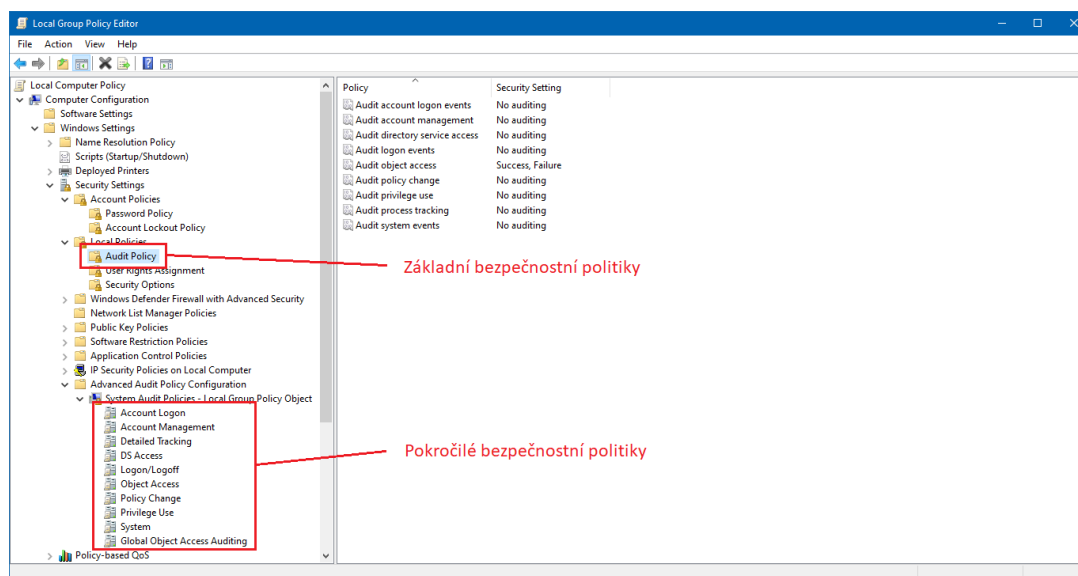 Local Group Policy Editor
File Action View Help
Local Computer Policy
Computer Configuration
Software Settings
Windows Settings
Name Resolution Policy
Scripts (Startup/Shutdown)
Deployed Printers
Security Settings
Account Policies
Password Policy
Account Lockout Policy
Local Policies
Audit Policy
User Rights Assignment
Security Options
Windows Defender Firewall with Advanced Security
Network List Manager Policies
Public Key Policies
Software Restriction Policies
Application Control Policies
IP Security Policies on Local Computer
Advanced Audit Policy Configuration
System Audit Policies - Local Group Policy Object
Account Logon
Account Management
Detailed Tracking
DS Access
Logon/Logoff
Object Access
Policy Change
Privilege Use
System
Global Object Access Auditing
Policy-based QoS
Policy Security Setting
Audit account logon events No auditing
Audit account management No auditing
Audit directory service access No auditing
Audit logon events No auditing
Audit object access Success, Failure
Audit policy change No auditing
Audit privilege use No auditing
Audit process tracking No auditing
Audit system events No auditing
Základní bezpečnostní politiky
Pokročilé bezpečnostní politiky